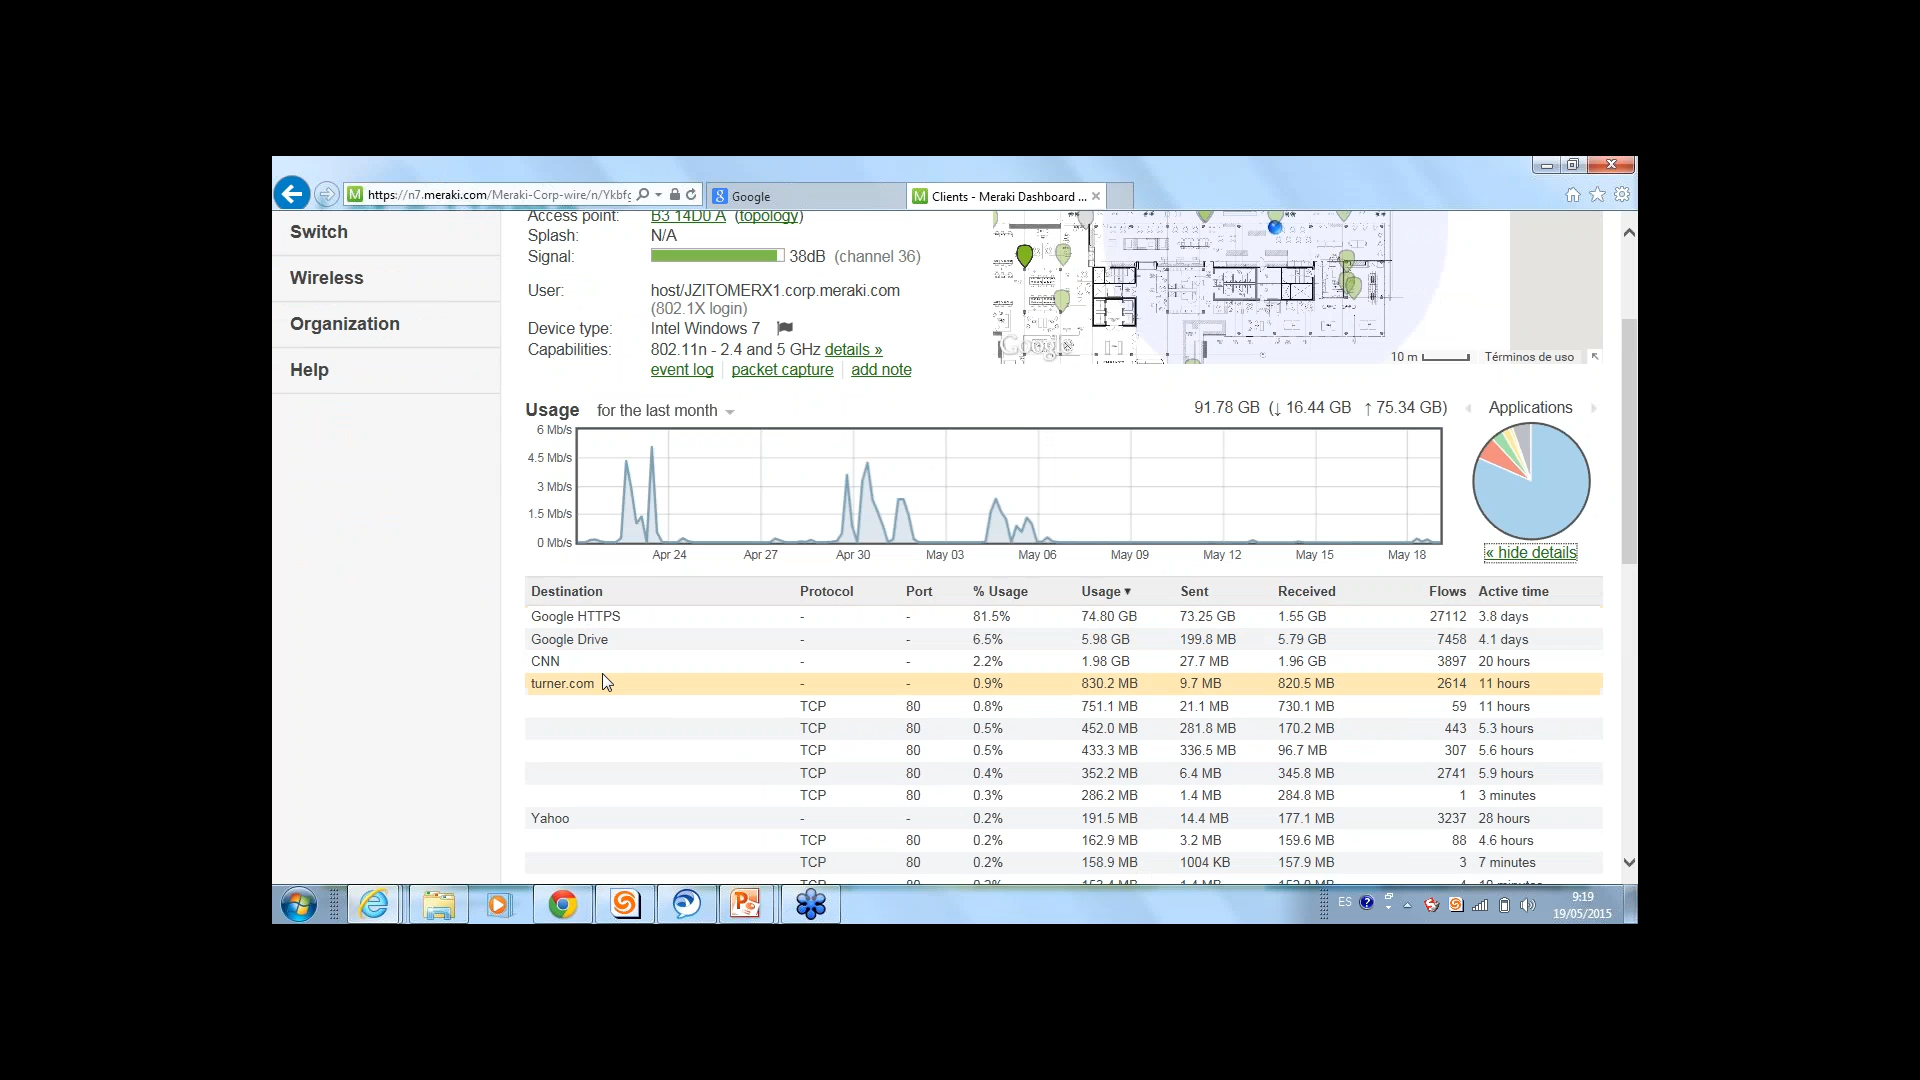 https://n7.meraki.com/Meraki-Corp-wire/n/Ykbfc
Google
Clients - Meraki Dashboard ...
Switch
Wireless
Organization
Help
Access point: B3 14D0 A (topology)
Splash: N/A
Signal: 38dB (channel 36)
User: host/JZITOMERX1.corp.meraki.com
(802.1X login)
Device type: Intel Windows 7
Capabilities: 802.11n - 2.4 and 5 GHz details »
event log packet capture add note
Google
10 m Términos de uso
Usage for the last month
91.78 GB (↓ 16.44 GB ↑ 75.34 GB)
Applications
6 Mb/s
4.5 Mb/s
3 Mb/s
1.5 Mb/s
0 Mb/s
Apr 24 Apr 27 Apr 30 May 03 May 06 May 09 May 12 May 15 May 18
« hide details
Destination Protocol Port % Usage Usage ▼ Sent Received Flows Active time
Google HTTPS - - 81.5% 74.80 GB 73.25 GB 1.55 GB 27112 3.8 days
Google Drive - - 6.5% 5.98 GB 199.8 MB 5.79 GB 7458 4.1 days
CNN - - 2.2% 1.98 GB 27.7 MB 1.96 GB 3897 20 hours
turner.com - - 0.9% 830.2 MB 9.7 MB 820.5 MB 2614 11 hours
TCP 80 0.8% 751.1 MB 21.1 MB 730.1 MB 59 11 hours
TCP 80 0.5% 452.0 MB 281.8 MB 170.2 MB 443 5.3 hours
TCP 80 0.5% 433.3 MB 336.5 MB 96.7 MB 307 5.6 hours
TCP 80 0.4% 352.2 MB 6.4 MB 345.8 MB 2741 5.9 hours
TCP 80 0.3% 286.2 MB 1.4 MB 284.8 MB 1 3 minutes
Yahoo - - 0.2% 191.5 MB 14.4 MB 177.1 MB 3237 28 hours
TCP 80 0.2% 162.9 MB 3.2 MB 159.6 MB 88 4.6 hours
TCP 80 0.2% 158.9 MB 1004 KB 157.9 MB 3 7 minutes
ES
9:19
19/05/2015